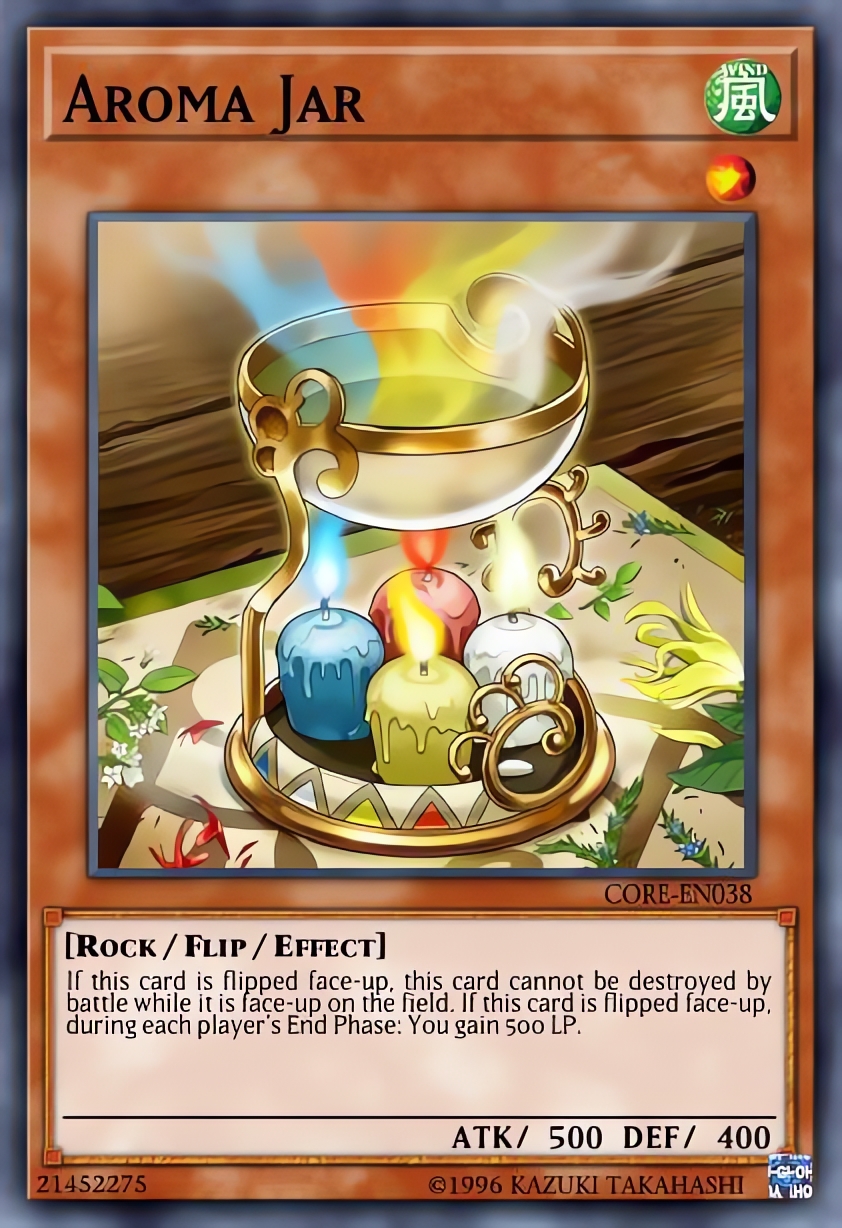 Aroma Jar
WIND
風
CORE-EN038
[Rock / Flip / Effect]
If this card is flipped face-up, this card cannot be destroyed by
battle while it is face-up on the field. If this card is flipped face-up,
during each player's End Phase: You gain 500 LP.
ATK/ 500 DEF/ 400
21452275
©1996 KAZUKI TAKAHASHI